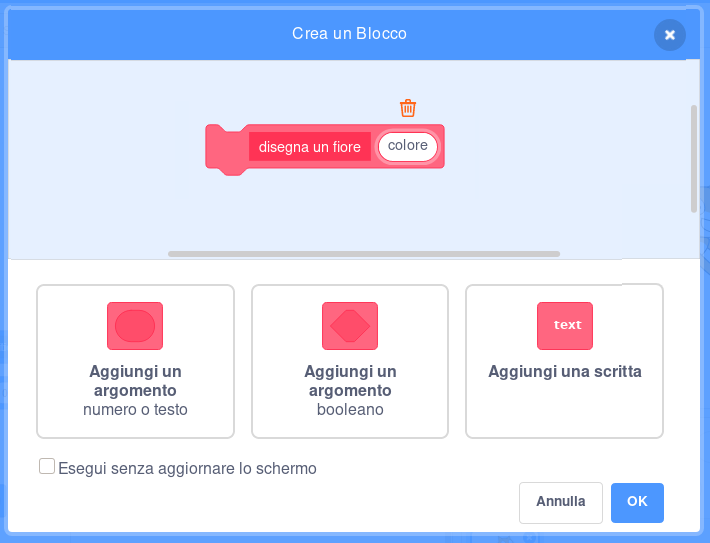 Crea un Blocco
disegna un fiore colore
Aggiungi un
argomento
numero o testo
Aggiungi un
argomento
booleano
text
Aggiungi una scritta
Esegui senza aggiornare lo schermo
Annulla OK